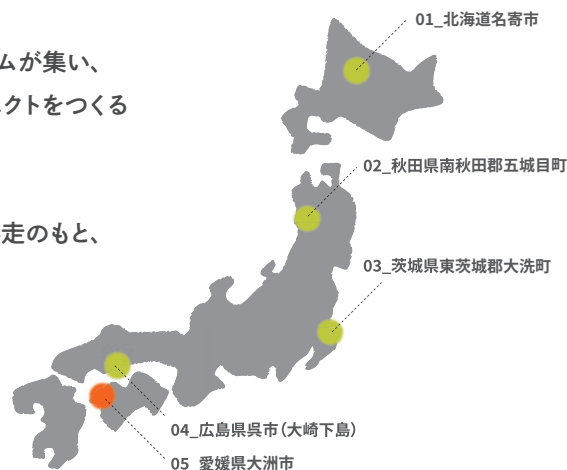 01_北海道名寄市
ムが集い、
クトをつくる
02_秋田県南秋田郡五城目町
走のもと、
03_茨城県東茨城郡大洗町
04_広島県呉市（大崎下島）
05_愛媛県大洲市